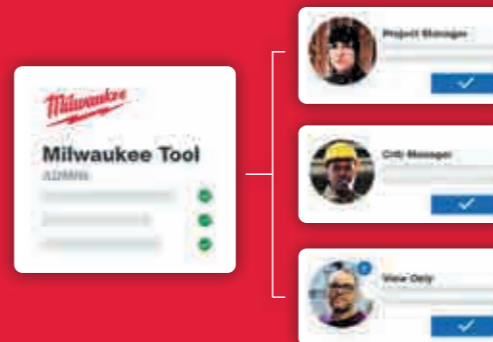 Milwaukee
Milwaukee Tool
ADMIN
Project Manager
Crib Manager
View Only